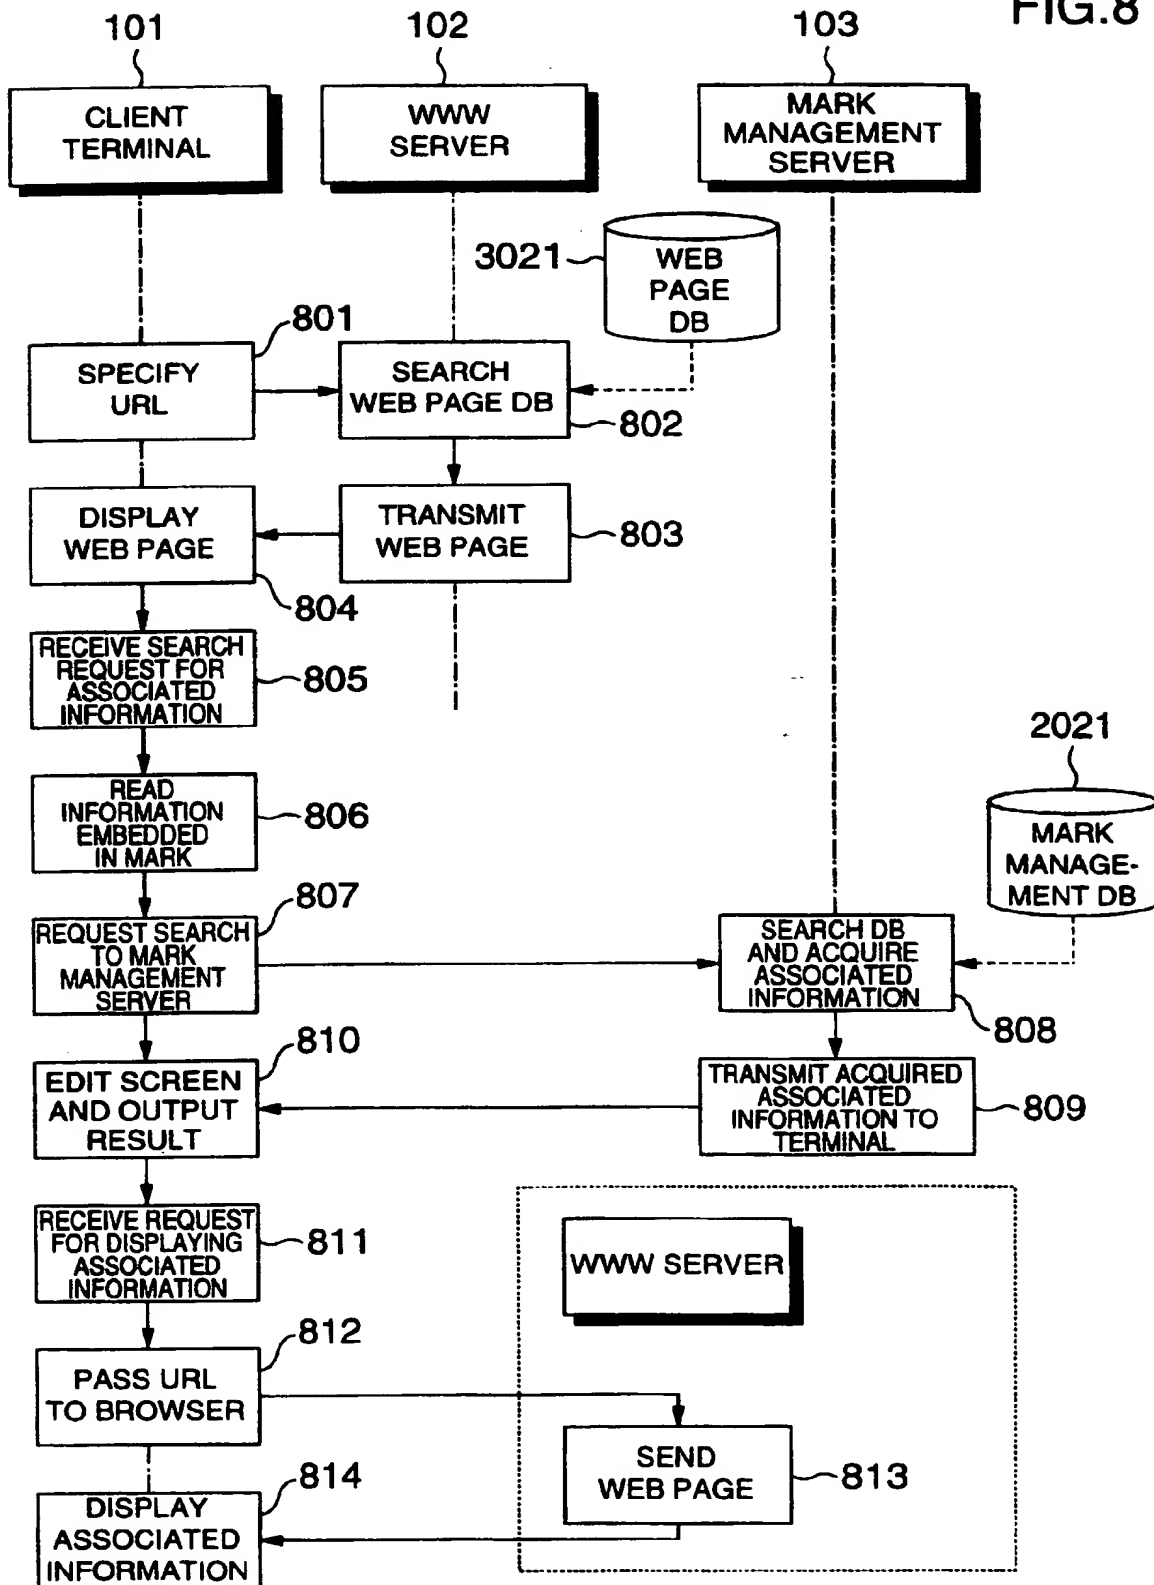 FIG.8
101
102
103
CLIENT
TERMINAL
WWW
SERVER
MARK
MANAGEMENT
SERVER
3021
WEB
PAGE
DB
801
SPECIFY
URL
SEARCH
WEB PAGE DB
802
DISPLAY
WEB PAGE
TRANSMIT
WEB PAGE
803
804
RECEIVE SEARCH
REQUEST FOR
ASSOCIATED
INFORMATION
805
2021
READ
INFORMATION
EMBEDDED
IN MARK
806
MARK
MANAGE-
MENT DB
807
REQUEST SEARCH
TO MARK
MANAGEMENT
SERVER
SEARCH DB
AND ACQUIRE
ASSOCIATED
INFORMATION
808
810
EDIT SCREEN
AND OUTPUT
RESULT
TRANSMIT ACQUIRED
ASSOCIATED
INFORMATION TO
TERMINAL
809
RECEIVE REQUEST
FOR DISPLAYING
ASSOCIATED
INFORMATION
811
WWW SERVER
812
PASS URL
TO BROWSER
SEND
WEB PAGE
813
814
DISPLAY
ASSOCIATED
INFORMATION